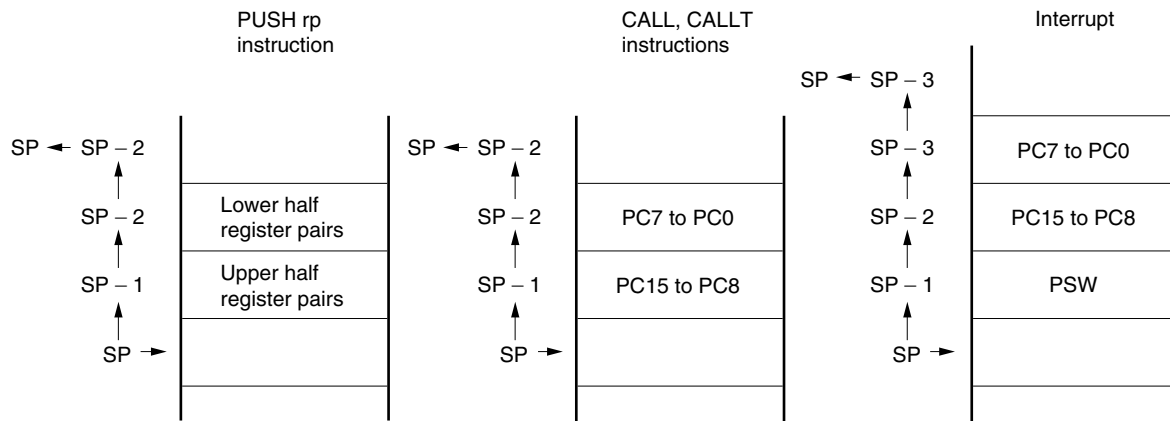 PUSH rp
instruction
SP ← SP – 2
SP – 2
Lower half
register pairs
SP – 1
Upper half
register pairs
SP →
CALL, CALLT
instructions
SP ← SP – 2
SP – 2
PC7 to PC0
SP – 1
PC15 to PC8
SP →
Interrupt
SP ← SP – 3
SP – 3
PC7 to PC0
SP – 2
PC15 to PC8
SP – 1
PSW
SP →